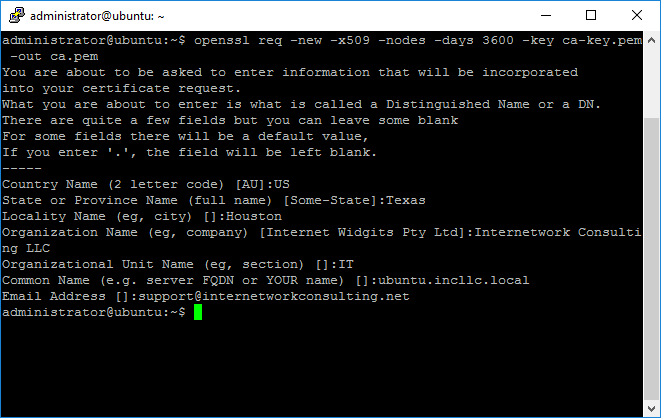 administrator@ubuntu: ~
administrator@ubuntu:~$ openssl req -new -x509 -nodes -days 3600 -key ca-key.pem
-out ca.pem
You are about to be asked to enter information that will be incorporated
into your certificate request.
What you are about to enter is what is called a Distinguished Name or a DN.
There are quite a few fields but you can leave some blank
For some fields there will be a default value,
If you enter '.', the field will be left blank.
-----
Country Name (2 letter code) [AU]:US
State or Province Name (full name) [Some-State]:Texas
Locality Name (eg, city) []:Houston
Organization Name (eg, company) [Internet Widgits Pty Ltd]:Internetwork Consulti
ng LLC
Organizational Unit Name (eg, section) []:IT
Common Name (e.g. server FQDN or YOUR name) []:ubuntu.incllc.local
Email Address []:support@internetworkconsulting.net
administrator@ubuntu:~$